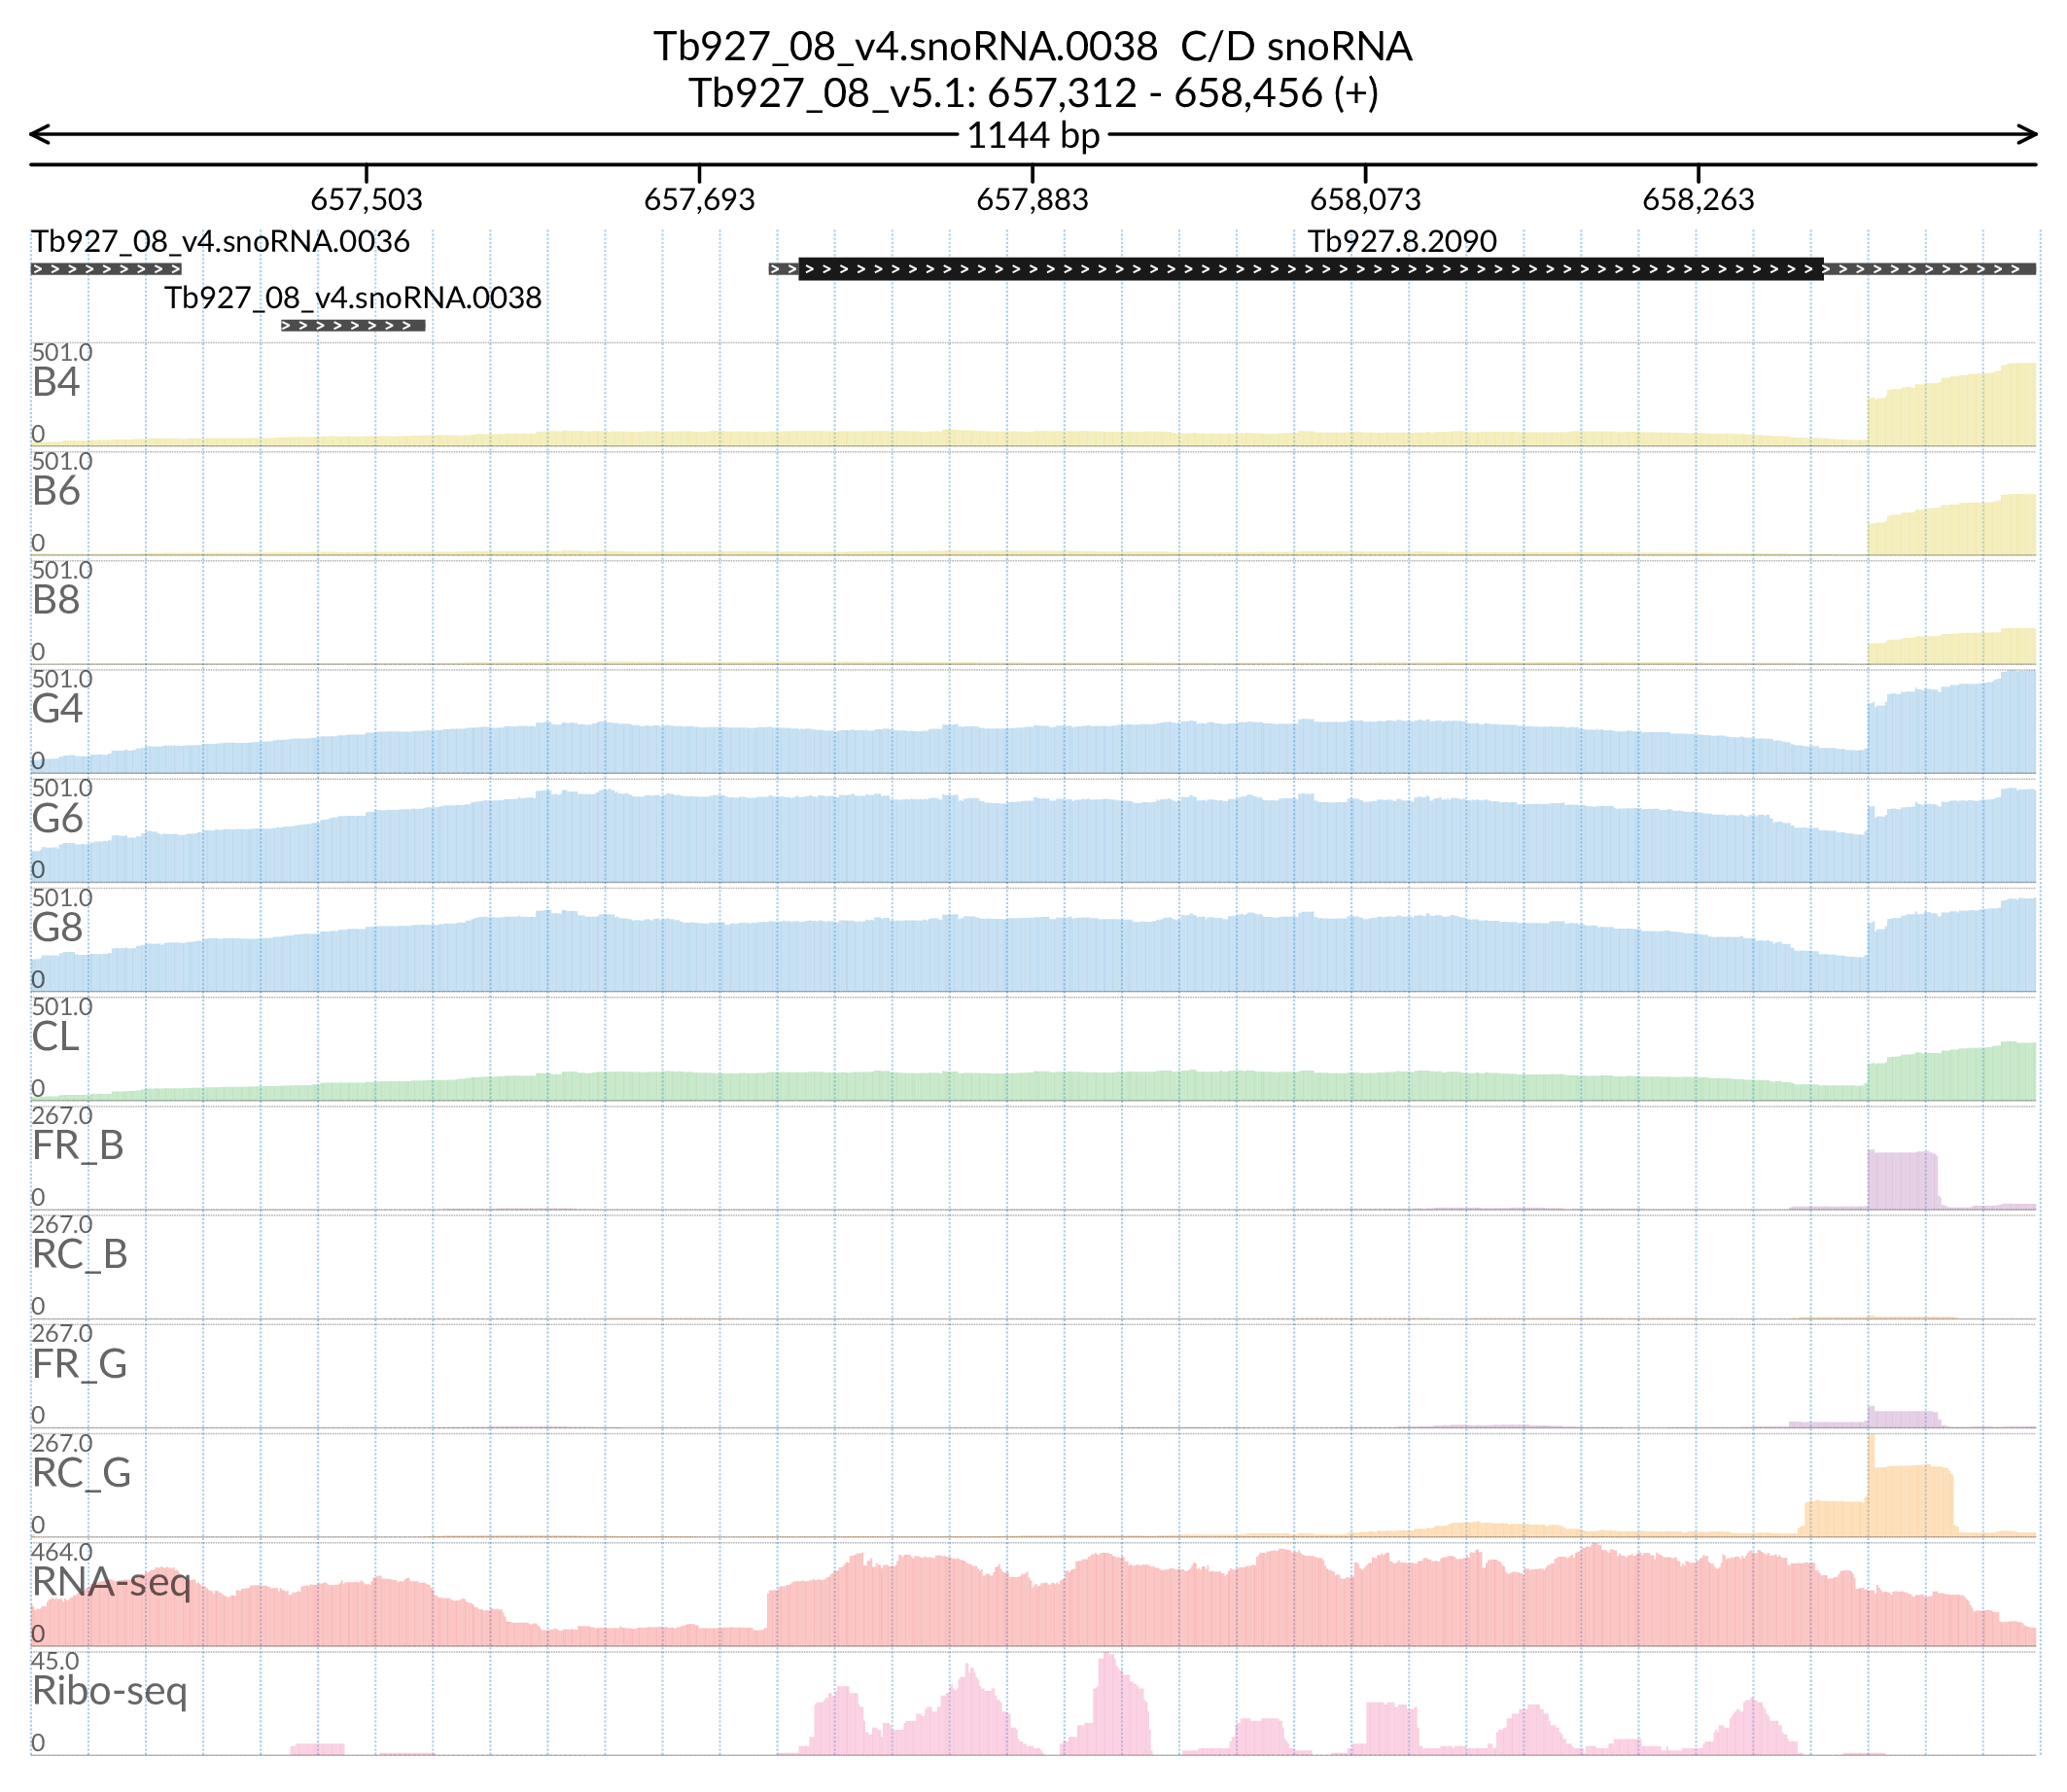 Tb927_08_v4.snoRNA.0038 C/D snoRNA
Tb927_08_v5.1: 657,312 - 658,456 (+)
1144 bp
657,503 657,693 657,883 658,073 658,263
Tb927_08_v4.snoRNA.0036 Tb927.8.2090
Tb927_08_v4.snoRNA.0038
501.0
B4
0
501.0
B6
0
501.0
B8
0
501.0
G4
0
501.0
G6
0
501.0
G8
0
501.0
CL
0
267.0
FR_B
0
267.0
RC_B
0
267.0
FR_G
0
267.0
RC_G
0
464.0
RNA-seq
0
45.0
Ribo-seq
0